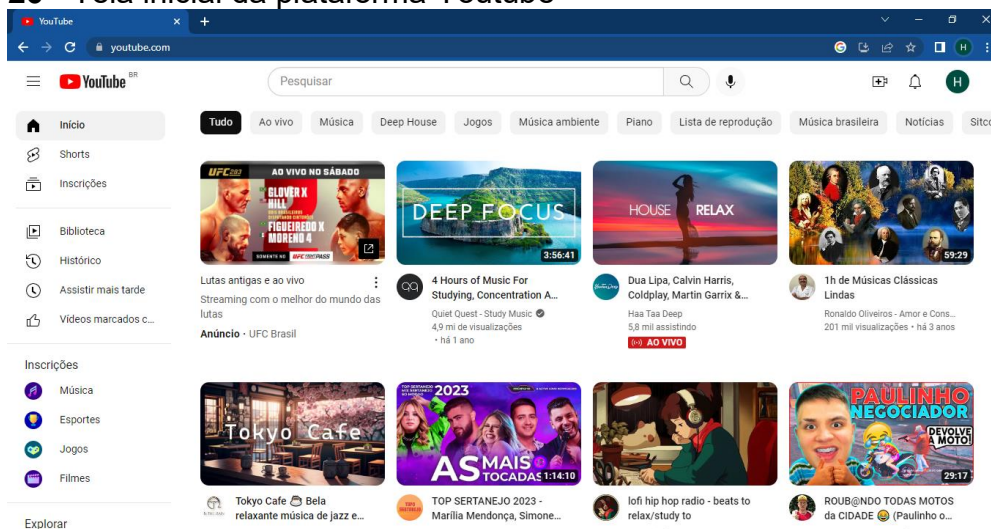 Tela inicial da plataforma Youtube
YouTube
youtube.com
YouTube BR
Pesquisar
H
Início
Shorts
Inscrições
Biblioteca
Histórico
Assistir mais tarde
Vídeos marcados c...
Inscrições
Música
Esportes
Jogos
Filmes
Explorar
Tudo Ao vivo Música Deep House Jogos Música ambiente Piano Lista de reprodução Música brasileira Notícias Sitco
UFC 283 AO VIVO NO SÁBADO
GLOVER X
HILL
FIGUEIREDO X
MORENO 4
SOMENTE NO UFC FIGHT PASS
Lutas antigas e ao vivo
Streaming com o melhor do mundo das
lutas
Anúncio · UFC Brasil
DEEP FOCUS
3:56:41
4 Hours of Music For
Studying, Concentration A...
Quiet Quest - Study Music
4,9 mi de visualizações
• há 1 ano
HOUSE RELAX
Dua Lipa, Calvin Harris,
Coldplay, Martin Garrix &...
Haa Taa Deep
5,8 mil assistindo
AO VIVO
59:29
1h de Músicas Clássicas
Lindas
Ronaldo Oliveiros - Amor e Cons...
201 mil visualizações • há 3 anos
Tokyo Cafe
Tokyo Cafe Bela
relaxante música de jazz e...
2023
AS MAIS
TOCADAS
1:14:10
TOP SERTANEJO 2023 -
Marília Mendonça, Simone...
lofi hip hop radio - beats to
relax/study to
PAULINHO
NEGOCIADOR
DEVOLVE
A MOTO!
29:17
ROUB@NDO TODAS MOTOS
da CIDADE 😂 (Paulinho o...